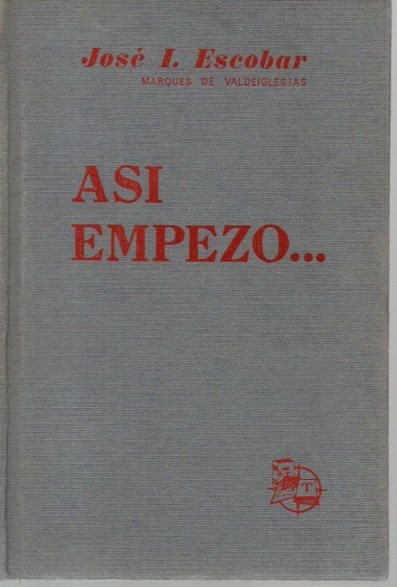 José I. Escobar
MARQUES DE VALDEIGLESIAS
ASI
EMPEZO...
T